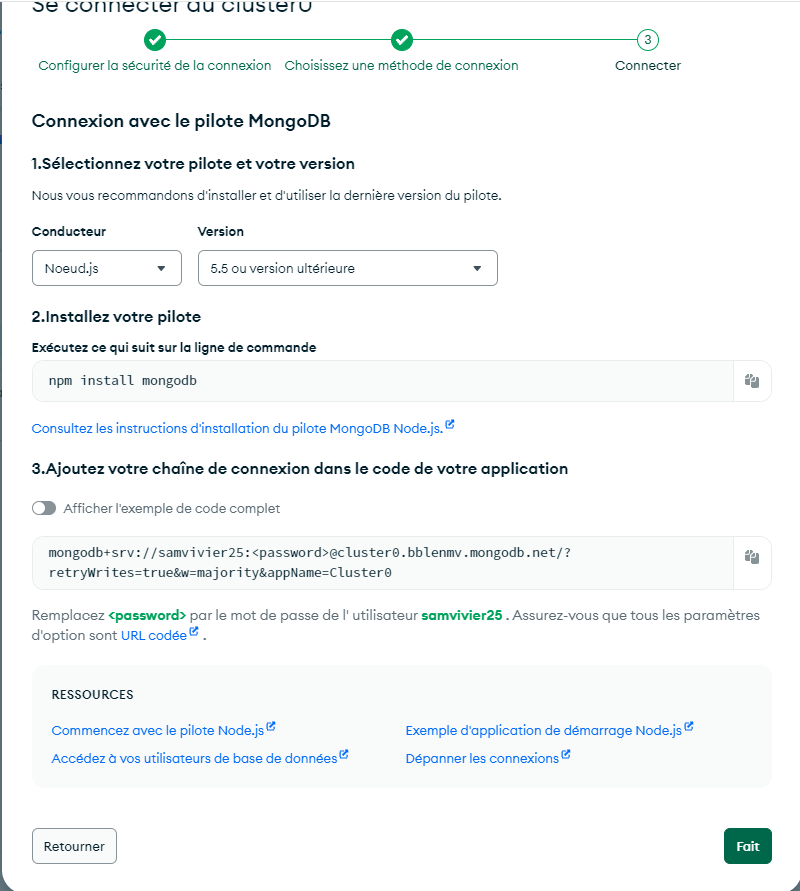 Se connecter au cluster0
3
Configurer la sécurité de la connexion
Choisissez une méthode de connexion
Connecter
Connexion avec le pilote MongoDB
1.Sélectionnez votre pilote et votre version
Nous vous recommandons d'installer et d'utiliser la dernière version du pilote.
Conducteur
Version
Noeud.js
5.5 ou version ultérieure
2.Installez votre pilote
Exécutez ce qui suit sur la ligne de commande
npm install mongodb
Consultez les instructions d'installation du pilote MongoDB Node.js.
3.Ajoutez votre chaîne de connexion dans le code de votre application
Afficher l'exemple de code complet
mongodb+srv://samvivier25:<password>@cluster0.bblenmv.mongodb.net/?
retryWrites=true&w=majority&appName=Cluster0
Remplacez <password> par le mot de passe de l' utilisateur samvivier25 . Assurez-vous que tous les paramètres
d'option sont URL codée .
RESSOURCES
Commencez avec le pilote Node.js
Exemple d'application de démarrage Node.js
Accédez à vos utilisateurs de base de données
Dépanner les connexions
Retourner
Fait